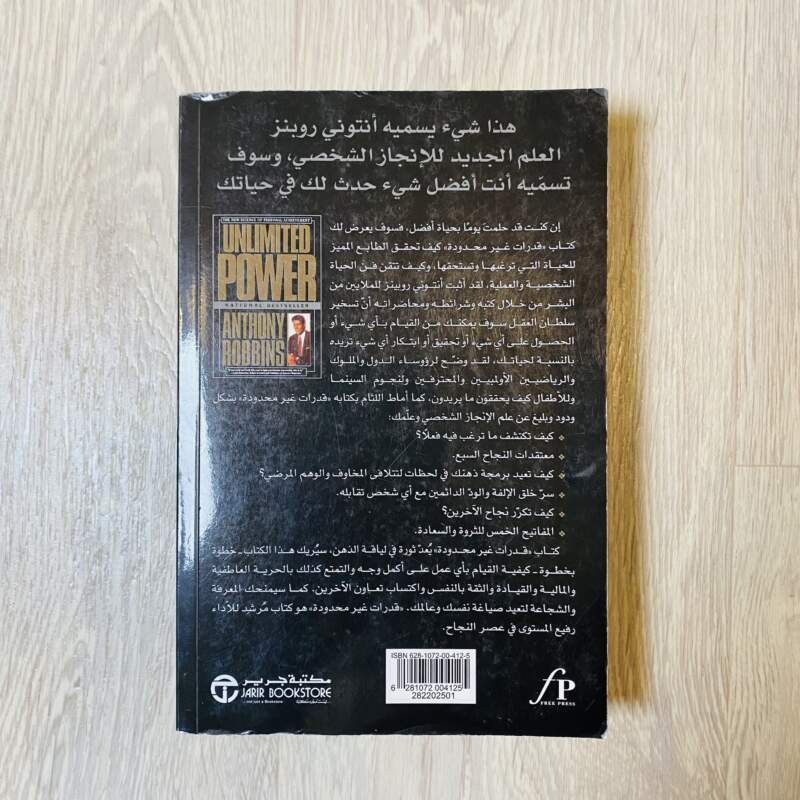 هذا شيء يسميه أنتوني روبنز
العلم الجديد للإنجاز الشخصي، وسوف
تسمّيه أنت أفضل شيء حدث لك في حياتك
THE NEW SCIENCE OF PERSONAL ACHIEVEMENT
UNLIMITED
POWER
NATIONAL BESTSELLER
ANTHONY
ROBBINS
إن كنت قد حلمت يومًا بحياة أفضل، فسوف يعرض لك
كتاب «قدرات غير محدودة» كيف تحقق الطابع المميز
للحياة التي ترغبها وتستحقها، وكيف تتقن فنّ الحياة
الشخصية والعملية، لقد أثبت أنتوني روبينز للملايين من
البشر من خلال كتبه وشرائطه ومحاضراته أنّ تسخير
سلطان العقل سوف يمكنك من القيام بأي شيء أو
الحصول على أي شيء أو تحقيق أو ابتكار أي شيء تريده
بالنسبة لحياتك، لقد وضّح لرؤوساء الدول والملوك
والرياضيين الأوليمبيين والمحترفين ولنجوم السينما
وللأطفال كيف يحققون ما يريدون، كما أماط اللثام بكتابه «قدرات غير محدودة» بشكل
ودود وبليغ عن علم الإنجاز الشخصي وعلّمك:
كيف تكتشف ما ترغب فيه فعلًا؟
معتقدات النجاح السبع.
كيف تعيد برمجة ذهنك في لحظات لتتلافى المخاوف والوهم المرضي؟
سرّ خلق الإلفة والودّ الدائمين مع أي شخص تقابله.
كيف تكرّر نجاح الآخرين؟
المفاتيح الخمس للثروة والسعادة.
كتاب «قدرات غير محدودة» يُعدّ ثورة في لياقة الذهن، سيُريك هذا الكتاب - خطوة
بخطوة - كيفية القيام بأي عمل على أكمل وجه والتمتع كذلك بالحرية العاطفية
والمالية والقيادة والثقة بالنفس واكتساب تعاون الآخرين، كما سيمنحك المعرفة
والشجاعة لتعيد صياغة نفسك وعالمك. «قدرات غير محدودة» هو كتاب مُرشد للأداء
رفيع المستوى في عصر النجاح.
مكتبة جرير
JARIR BOOKSTORE
... not just a Bookstore
ISBN 628-1072-00-412-5
6 281072 004125
282202501
fP
FREE PRESS